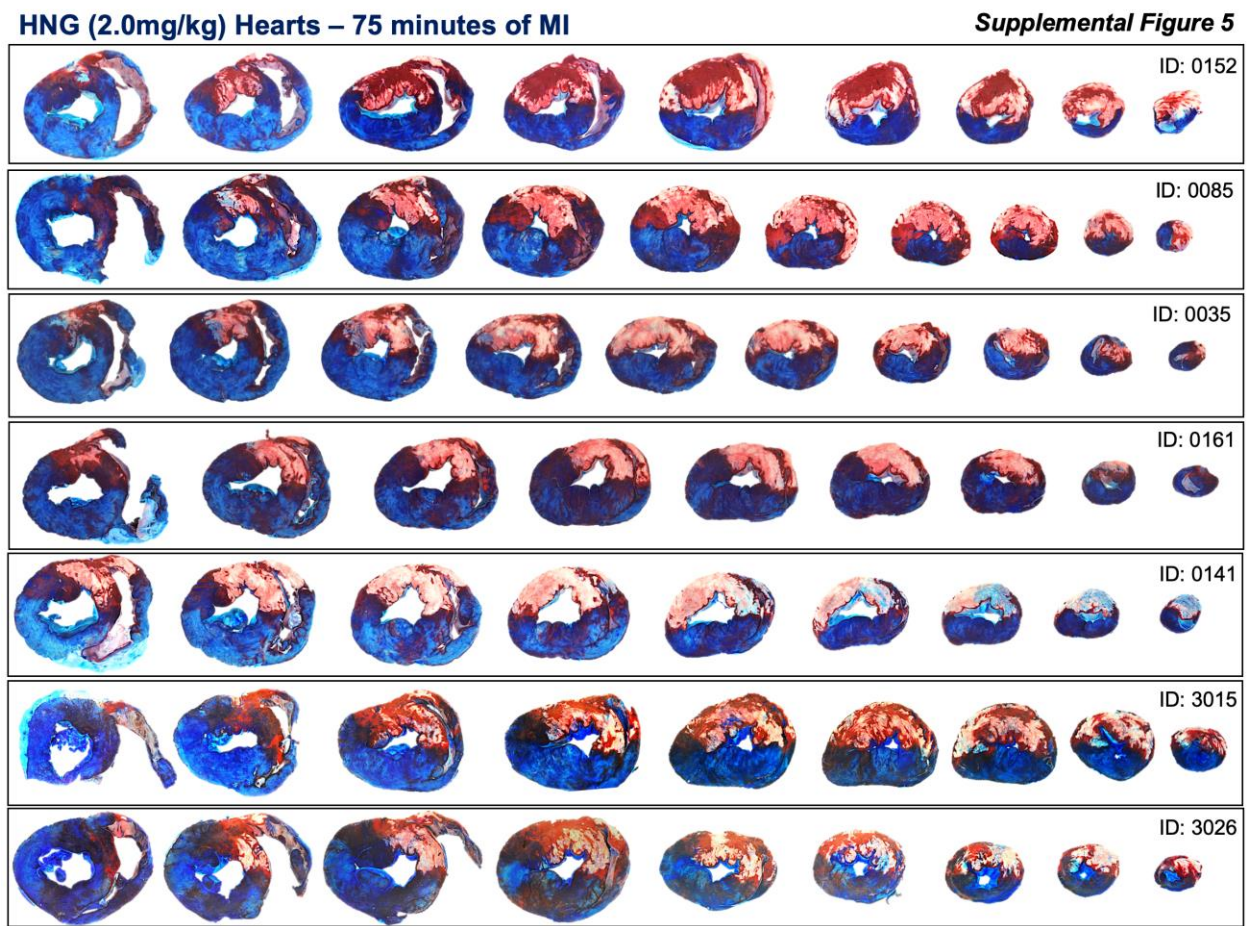 HNG (2.0mg/kg) Hearts – 75 minutes of MI
Supplemental Figure 5
ID: 0152
ID: 0085
ID: 0035
ID: 0161
ID: 0141
ID: 3015
ID: 3026